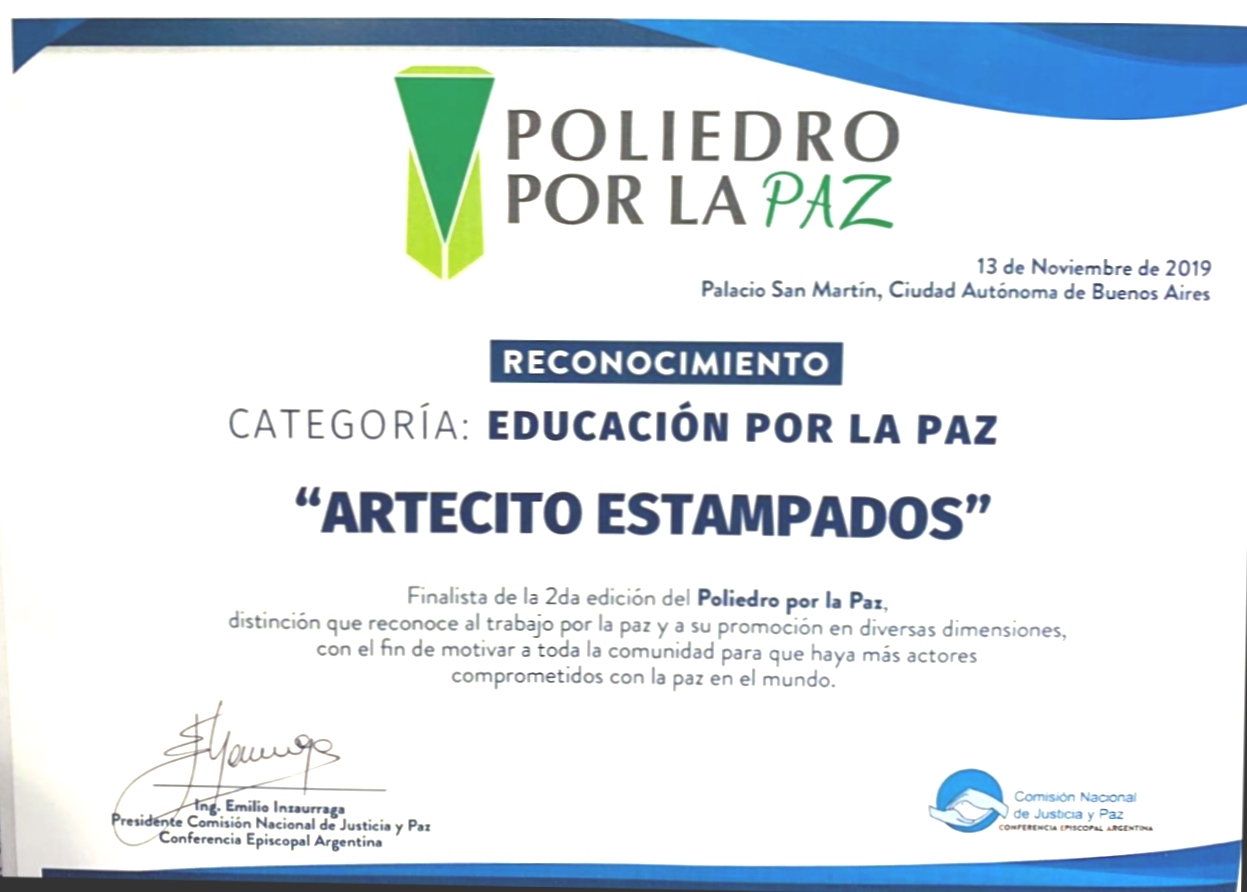 POLIEDRO
POR LA PAZ
13 de Noviembre de 2019
Palacio San Martín, Ciudad Autónoma de Buenos Aires
RECONOCIMIENTO
CATEGORÍA: EDUCACIÓN POR LA PAZ
“ARTECITO ESTAMPADOS”
Finalista de la 2da edición del Poliedro por la Paz,
distinción que reconoce al trabajo por la paz y a su promoción en diversas dimensiones,
con el fin de motivar a toda la comunidad para que haya más actores
comprometidos con la paz en el mundo.
Ing. Emilio Inzaurraga
Presidente Comisión Nacional de Justicia y Paz
Conferencia Episcopal Argentina
Comisión Nacional
de Justicia y Paz
CONFERENCIA EPISCOPAL ARGENTINA